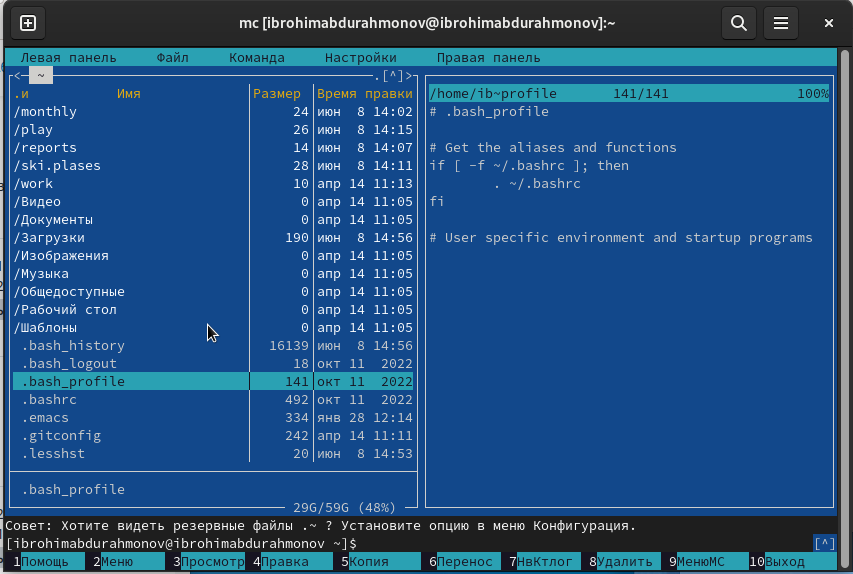 mc [ibrohimabdurahmonov@ibrohimabdurahmonov]:~
Левая панель Файл Команда Настройки Правая панель
<─ ~ .[^]>
.и Имя Размер Время правки
/monthly 24 июн 8 14:02
/play 26 июн 8 14:15
/reports 14 июн 8 14:07
/ski.plases 28 июн 8 14:11
/work 10 апр 14 11:13
/Видео 0 апр 14 11:05
/Документы 0 апр 14 11:05
/Загрузки 190 июн 8 14:56
/Изображения 0 апр 14 11:05
/Музыка 0 апр 14 11:05
/Общедоступные 0 апр 14 11:05
/Рабочий стол 0 апр 14 11:05
/Шаблоны 0 апр 14 11:05
.bash_history 16139 июн 8 14:56
.bash_logout 18 окт 11 2022
.bash_profile 141 окт 11 2022
.bashrc 492 окт 11 2022
.emacs 334 янв 28 12:14
.gitconfig 242 апр 14 11:11
.lesshst 20 июн 8 14:53
.bash_profile
29G/59G (48%)
/home/ib~profile 141/141 100%
# .bash_profile
# Get the aliases and functions
if [ -f ~/.bashrc ]; then
. ~/.bashrc
fi
# User specific environment and startup programs
Совет: Хотите видеть резервные файлы .~ ? Установите опцию в меню Конфигурация.
[ibrohimabdurahmonov@ibrohimabdurahmonov ~]$ [^]
1Помощь 2Меню 3Просмотр 4Правка 5Копия 6Перенос 7НвКтлог 8Удалить 9МенюМС 10Выход